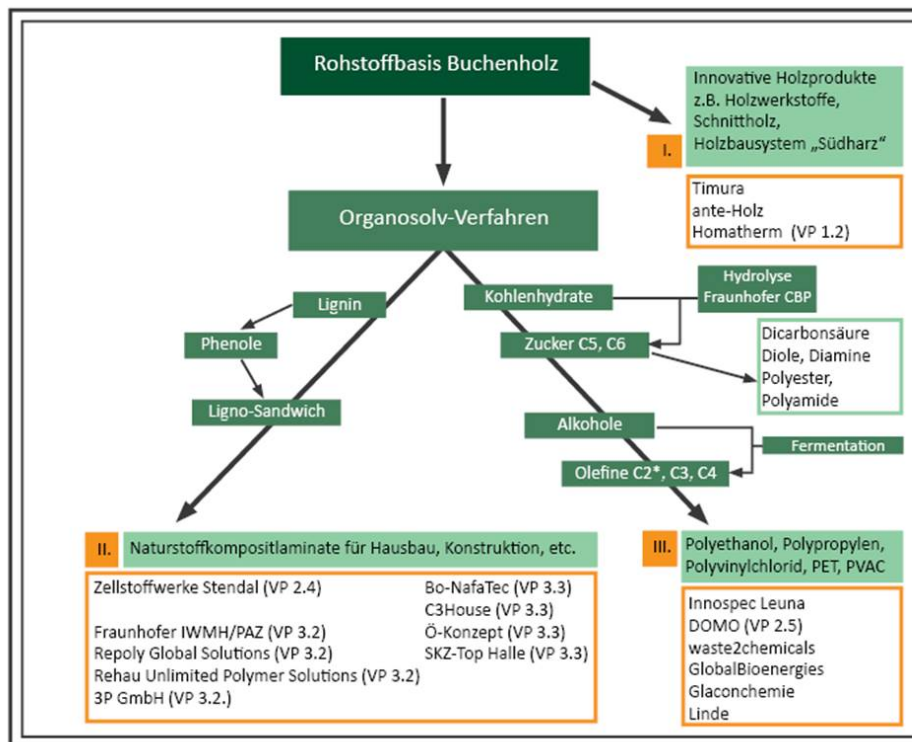 Rohstoffbasis Buchenholz
Innovative Holzprodukte
z.B. Holzwerkstoffe,
Schnittholz,
Holzbausystem „Südharz“
I.
Timura
ante-Holz
Homatherm (VP 1.2)
Organosolv-Verfahren
Lignin
Phenole
Ligno-Sandwich
Kohlenhydrate
Hydrolyse
Fraunhofer CBP
Zucker C5, C6
Dicarbonsäure
Diole, Diamine
Polyester,
Polyamide
Alkohole
Fermentation
Olefine C2*, C3, C4
II.
Naturstoffkompositlaminate für Hausbau, Konstruktion, etc.
Zellstoffwerke Stendal (VP 2.4)
Fraunhofer IWMH/PAZ (VP 3.2)
Repoly Global Solutions (VP 3.2)
Rehau Unlimited Polymer Solutions (VP 3.2)
3P GmbH (VP 3.2.)
Bo-NafaTec (VP 3.3)
C3House (VP 3.3)
Ö-Konzept (VP 3.3)
SKZ-Top Halle (VP 3.3)
III.
Polyethanol, Polypropylen,
Polyvinylchlorid, PET, PVAC
Innospec Leuna
DOMO (VP 2.5)
waste2chemicals
GlobalBioenergies
Glaconchemie
Linde